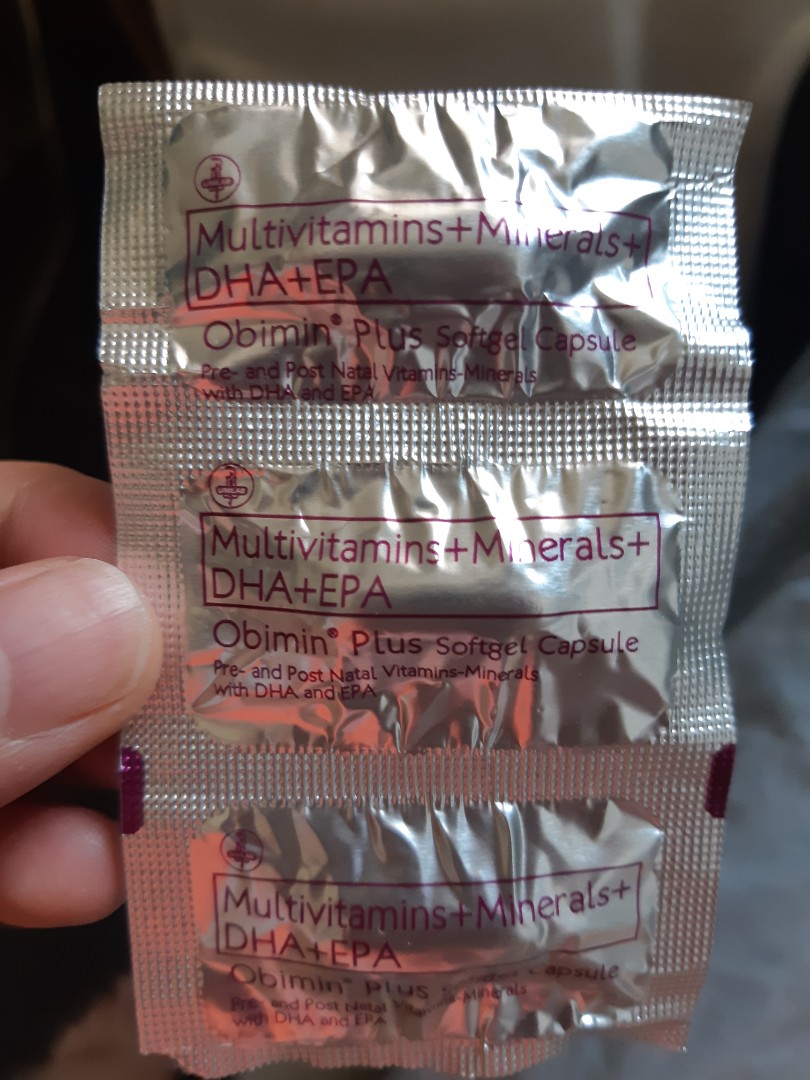 Multivitamins+Minerals+
DHA+EPA
Obimin® Plus Softgel Capsule
Pre- and Post Natal Vitamins-Minerals
with DHA and EPA
Multivitamins+Minerals+
DHA+EPA
Obimin® Plus Softgel Capsule
Pre- and Post Natal Vitamins-Minerals
with DHA and EPA
Multivitamins+Minerals+
DHA+EPA
Obimin® Plus Capsule
Pre- and Post Natal Vitamins-Minerals
with DHA and EPA